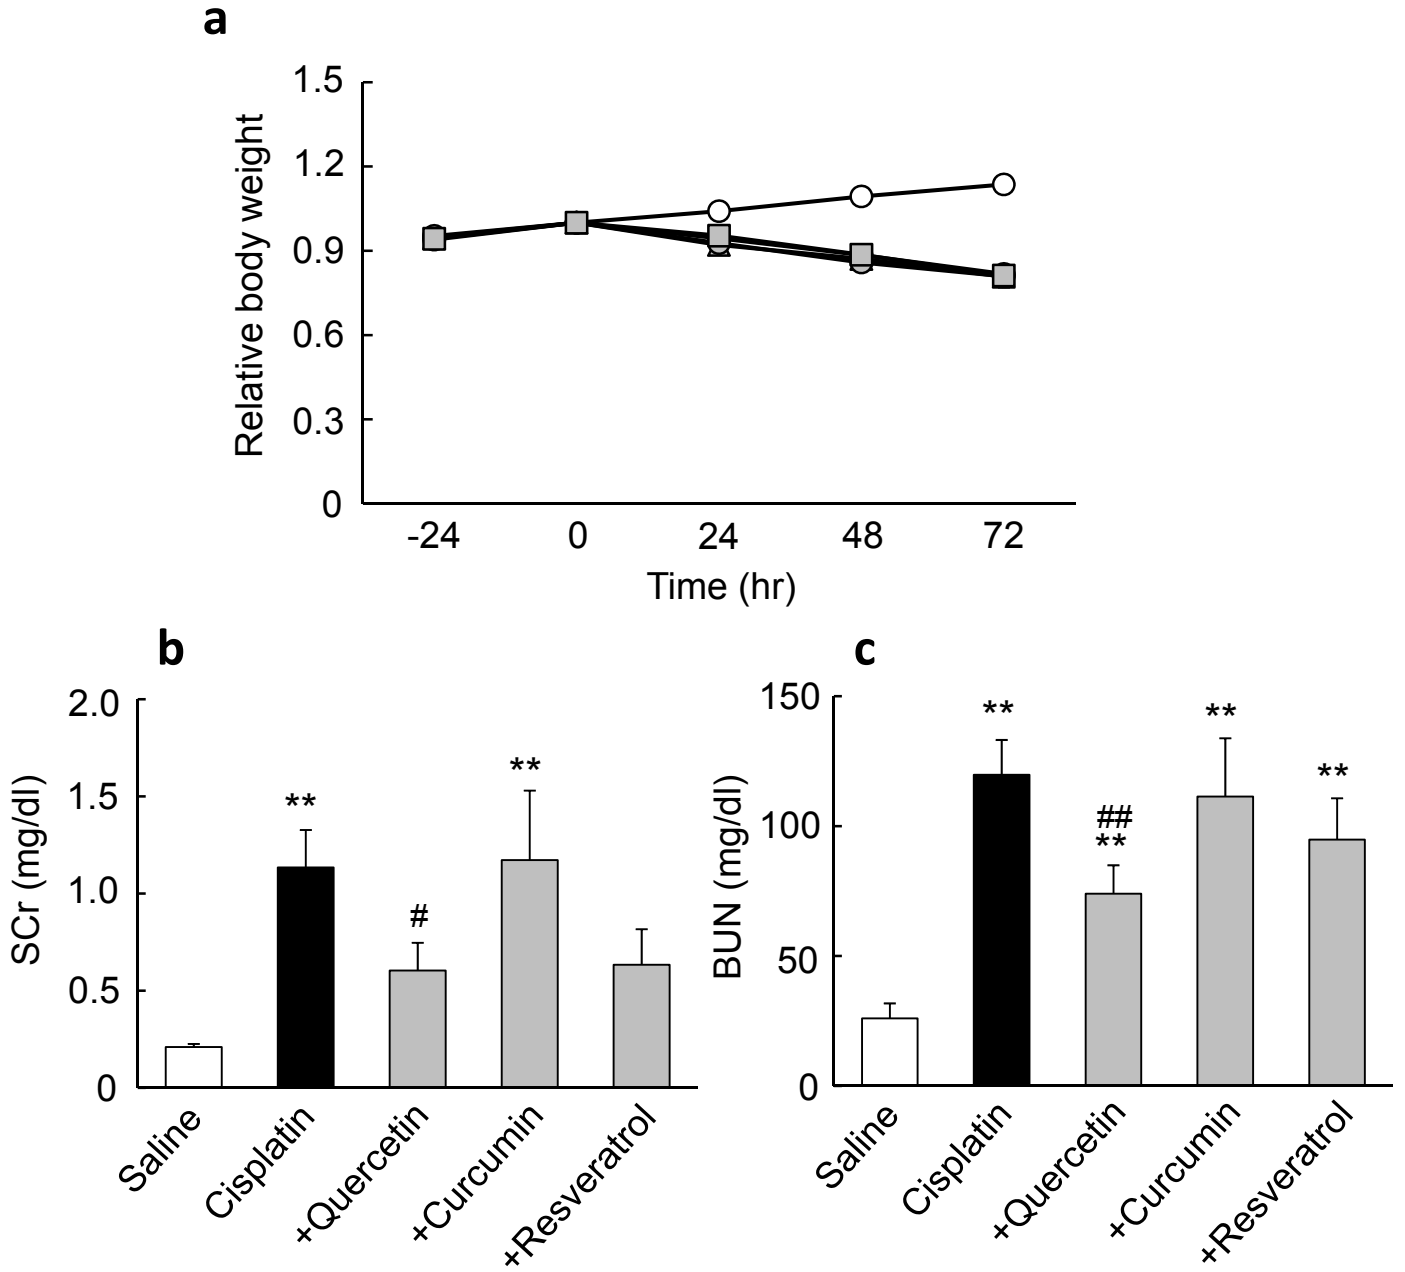 a
1.5
1.2
0.9
0.6
0.3
0
Relative body weight
-24 0 24 48 72
Time (hr)
b
2.0
1.5
1.0
0.5
0
SCr (mg/dl)
**
#
**
Saline
Cisplatin
+Quercetin
+Curcumin
+Resveratrol
c
150
100
50
0
BUN (mg/dl)
**
##
**
**
**
Saline
Cisplatin
+Quercetin
+Curcumin
+Resveratrol